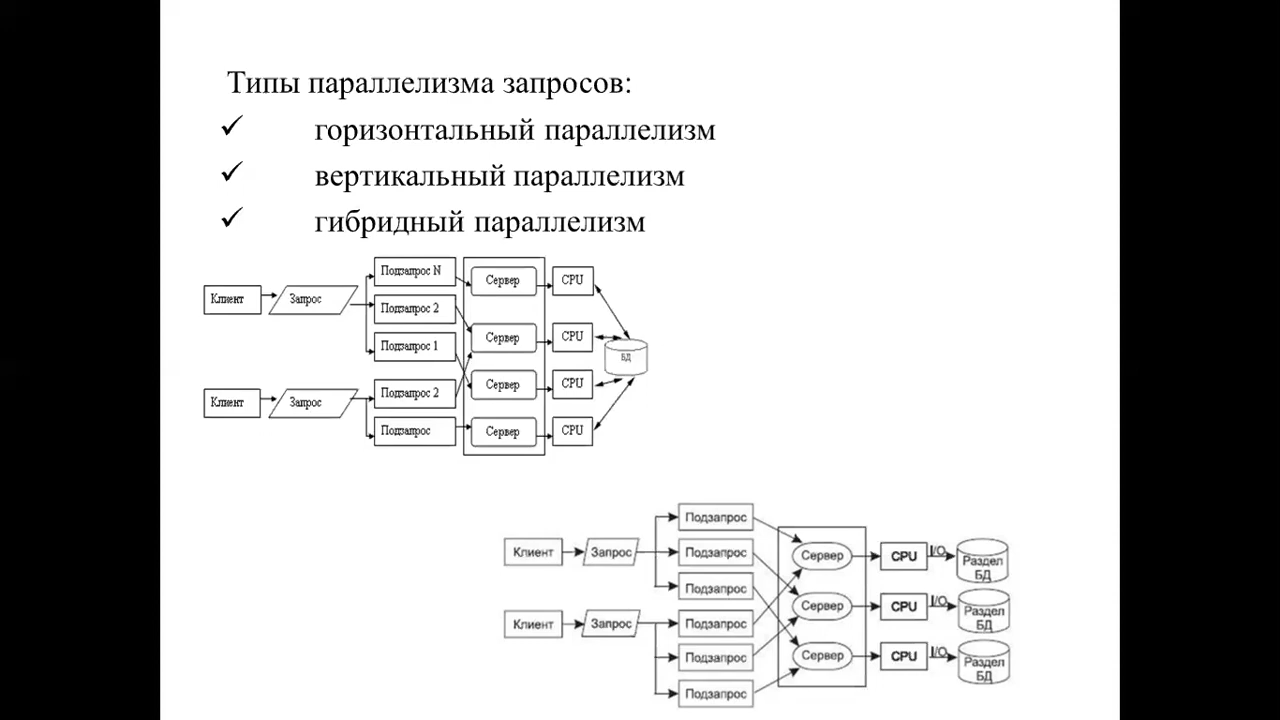 Типы параллелизма запросов:
✓ горизонтальный параллелизм
✓ вертикальный параллелизм
✓ гибридный параллелизм
Клиент
Запрос
Подзапрос N
Подзапрос 2
Подзапрос 1
Клиент
Запрос
Подзапрос 2
Подзапрос
Сервер
Сервер
Сервер
Сервер
CPU
CPU
CPU
CPU
БД
Клиент
Запрос
Подзапрос
Подзапрос
Подзапрос
Клиент
Запрос
Подзапрос
Подзапрос
Подзапрос
Сервер
Сервер
Сервер
CPU
I/O
Раздел
БД
CPU
I/O
Раздел
БД
CPU
I/O
Раздел
БД